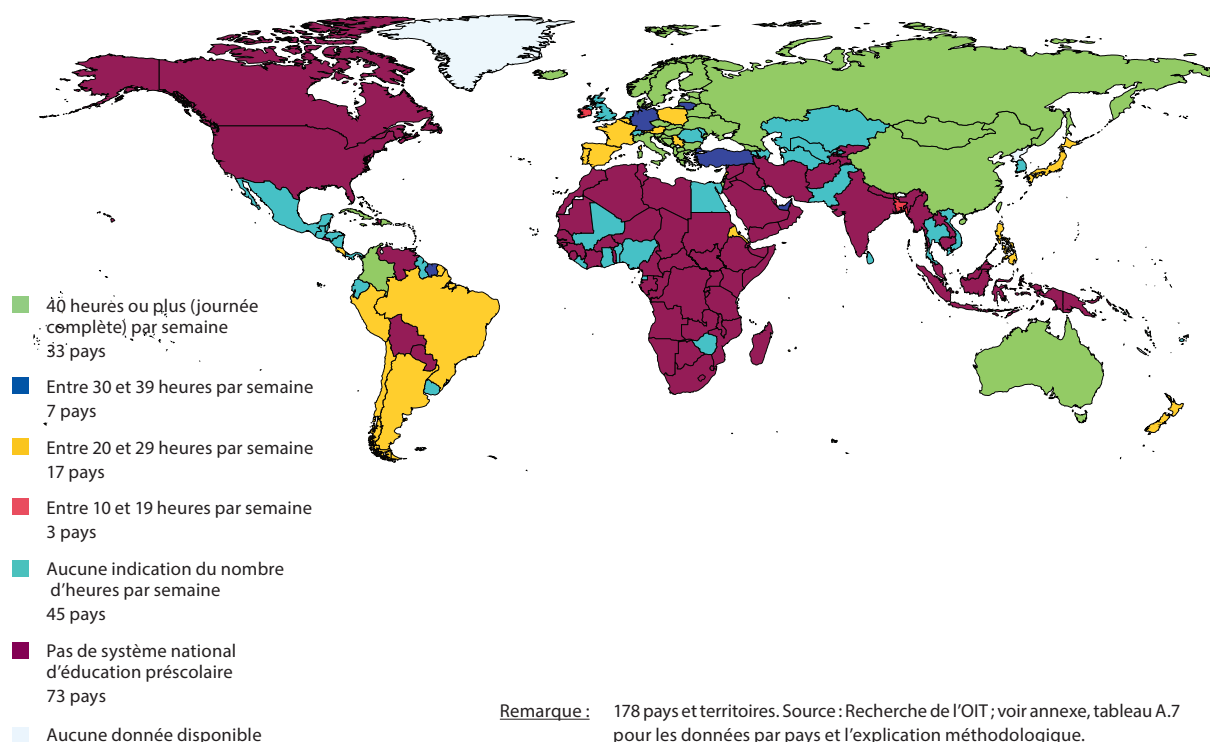 40 heures ou plus (journée
complète) par semaine
33 pays
Entre 30 et 39 heures par semaine
7 pays
Entre 20 et 29 heures par semaine
17 pays
Entre 10 et 19 heures par semaine
3 pays
Aucune indication du nombre
d'heures par semaine
45 pays
Pas de système national
d'éducation préscolaire
73 pays
Aucune donnée disponible
Remarque : 178 pays et territoires. Source : Recherche de l'OIT ; voir annexe, tableau A.7
pour les données par pays et l'explication méthodologique.